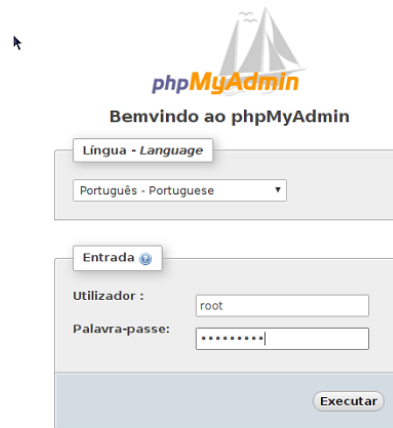 phpMyAdmin
Bemvindo ao phpMyAdmin
Língua - Language
Português - Portuguese
Entrada
Utilizador :
root
Palavra-passe:
•••••••••
Executar